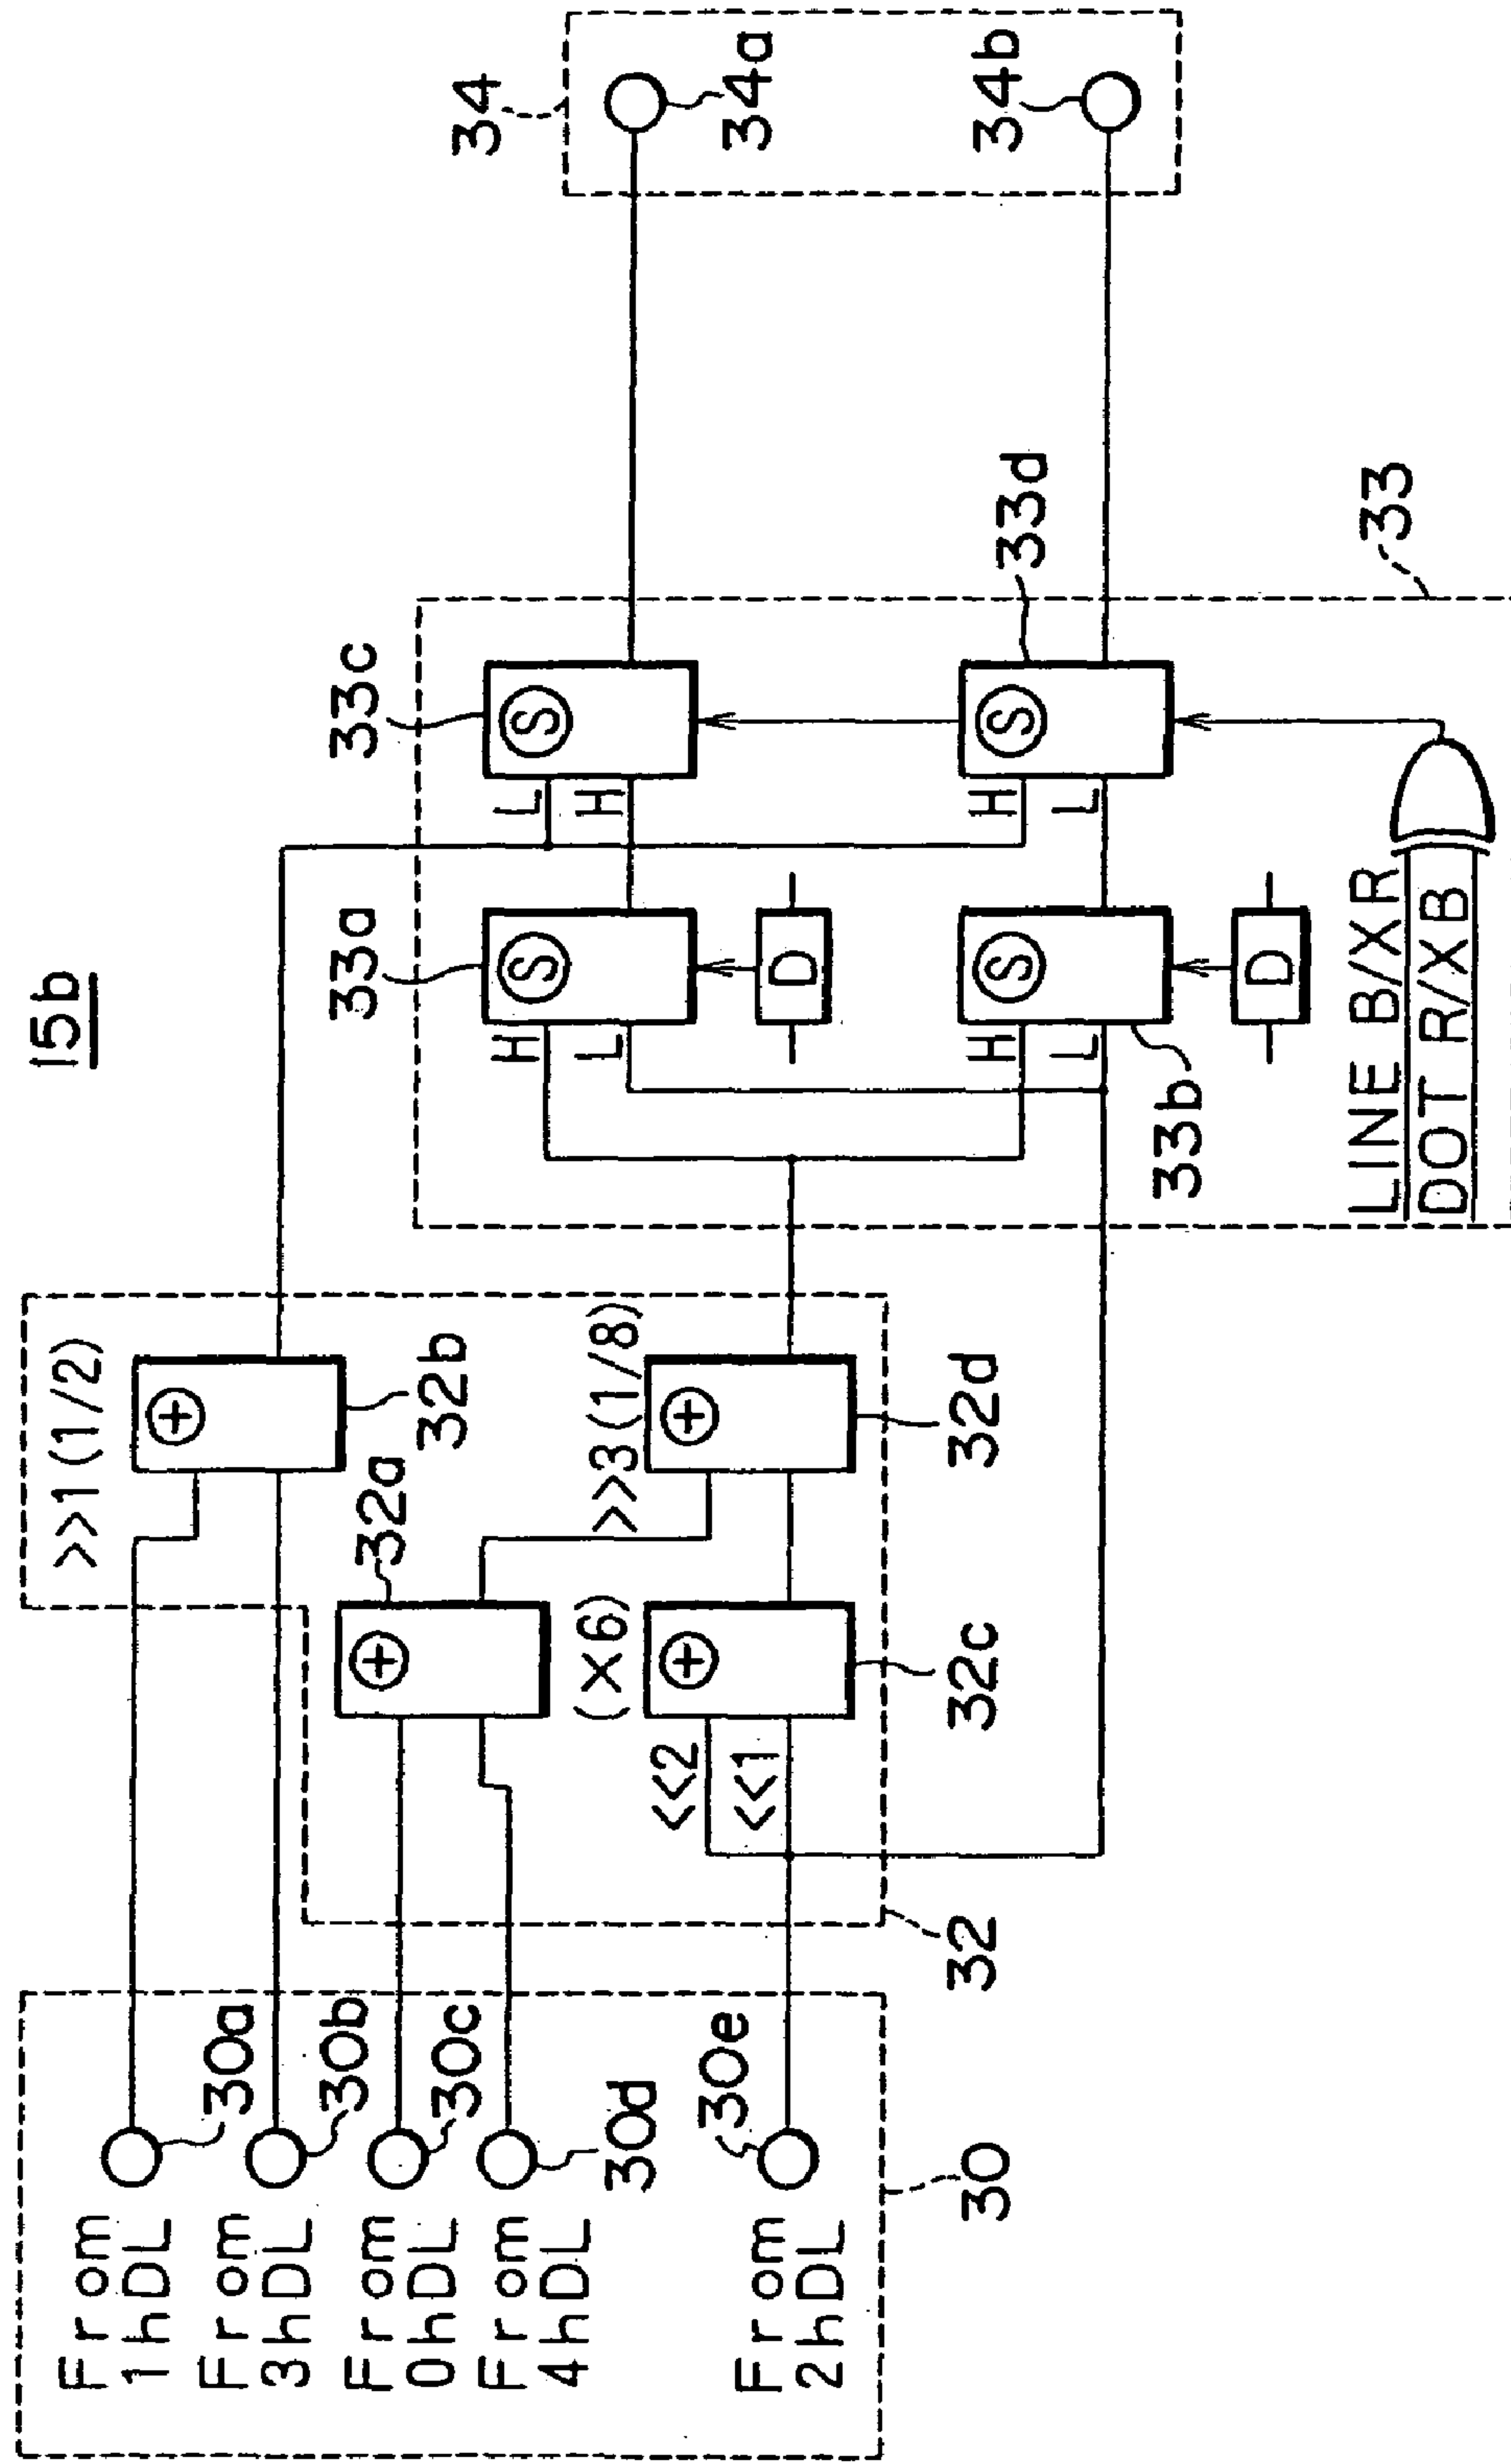 15b
From
1hDL
From
3hDL
From
0hDL
From
4hDL
From
2hDL
30a
30b
30c
30d
30e
30
>>1(1/2)
32b
32a
(×6)
>>3(1/8)
<<2
<<1
32c
32d
32
33a
H
L
S
D
33b
H
L
S
D
33c
L
H
S
33d
H
L
S
LINE B/XR
DOT R/XB
33
34
34a
34b